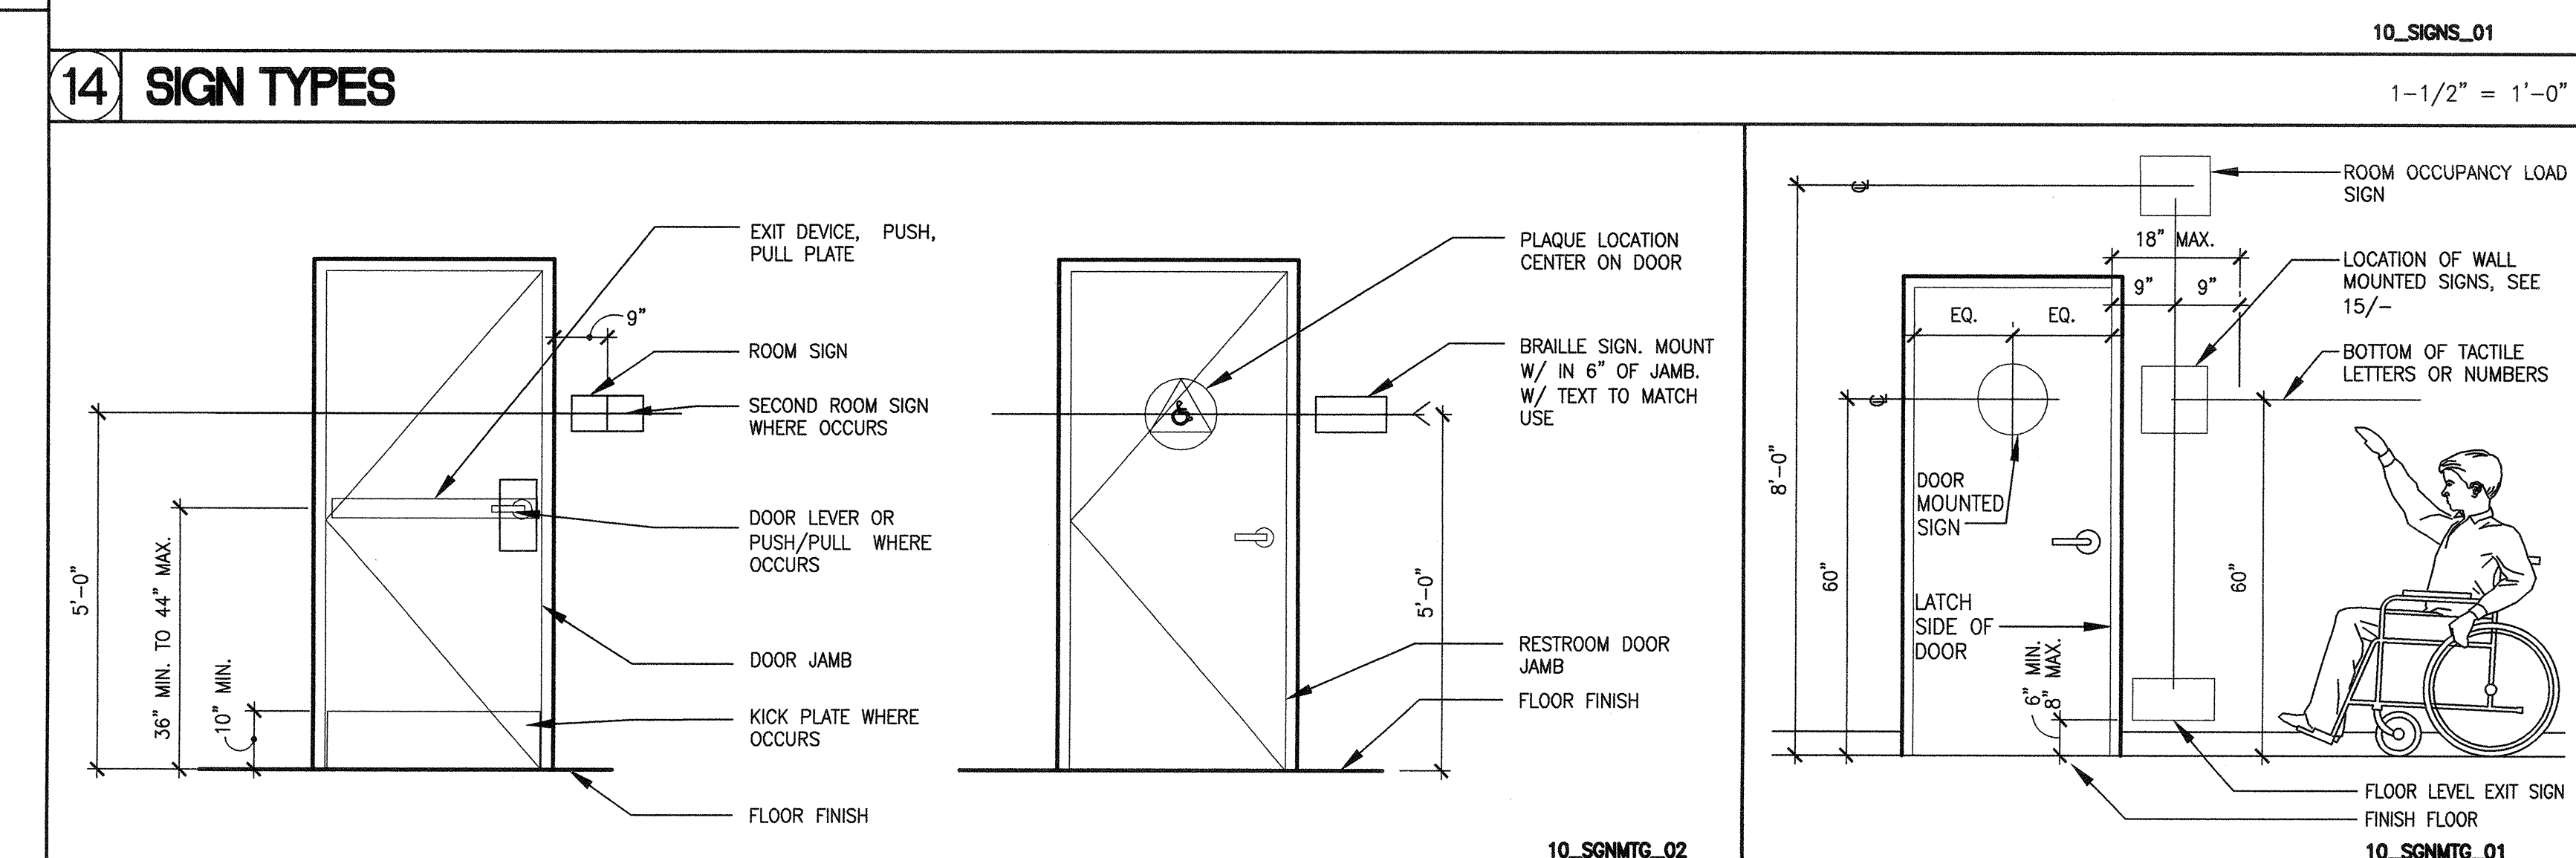 10_SIGNS_01
14 SIGN TYPES
1-1/2" = 1'-0"
EXIT DEVICE, PUSH,
PULL PLATE
9"
ROOM SIGN
SECOND ROOM SIGN
WHERE OCCURS
DOOR LEVER OR
PUSH/PULL WHERE
OCCURS
DOOR JAMB
KICK PLATE WHERE
OCCURS
FLOOR FINISH
5'-0"
36" MIN. TO 44" MAX.
10" MIN.
PLAQUE LOCATION
CENTER ON DOOR
BRAILLE SIGN. MOUNT
W/ IN 6" OF JAMB.
W/ TEXT TO MATCH
USE
5'-0"
RESTROOM DOOR
JAMB
FLOOR FINISH
10_SGNMTG_02
ROOM OCCUPANCY LOAD
SIGN
18" MAX.
9" 9"
LOCATION OF WALL
MOUNTED SIGNS, SEE
15/-
EQ. EQ.
BOTTOM OF TACTILE
LETTERS OR NUMBERS
CL
CL
8'-0"
60"
DOOR
MOUNTED
SIGN
LATCH
SIDE OF
DOOR
6" MIN.
8" MAX.
60"
FLOOR LEVEL EXIT SIGN
FINISH FLOOR
10_SGNMTG_01